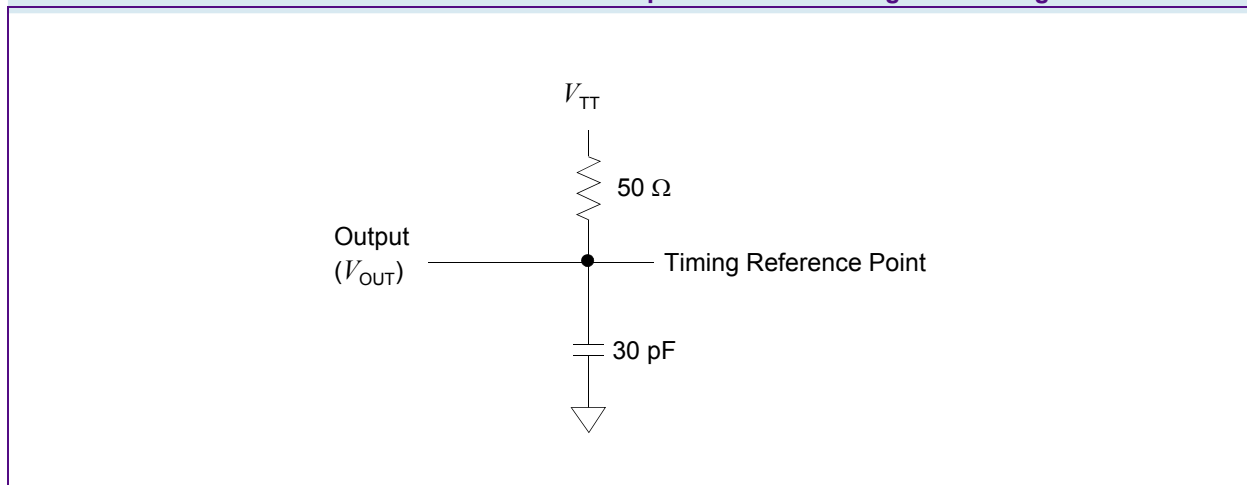 V_TT
50 Ω
Output
(V_OUT)
Timing Reference Point
30 pF